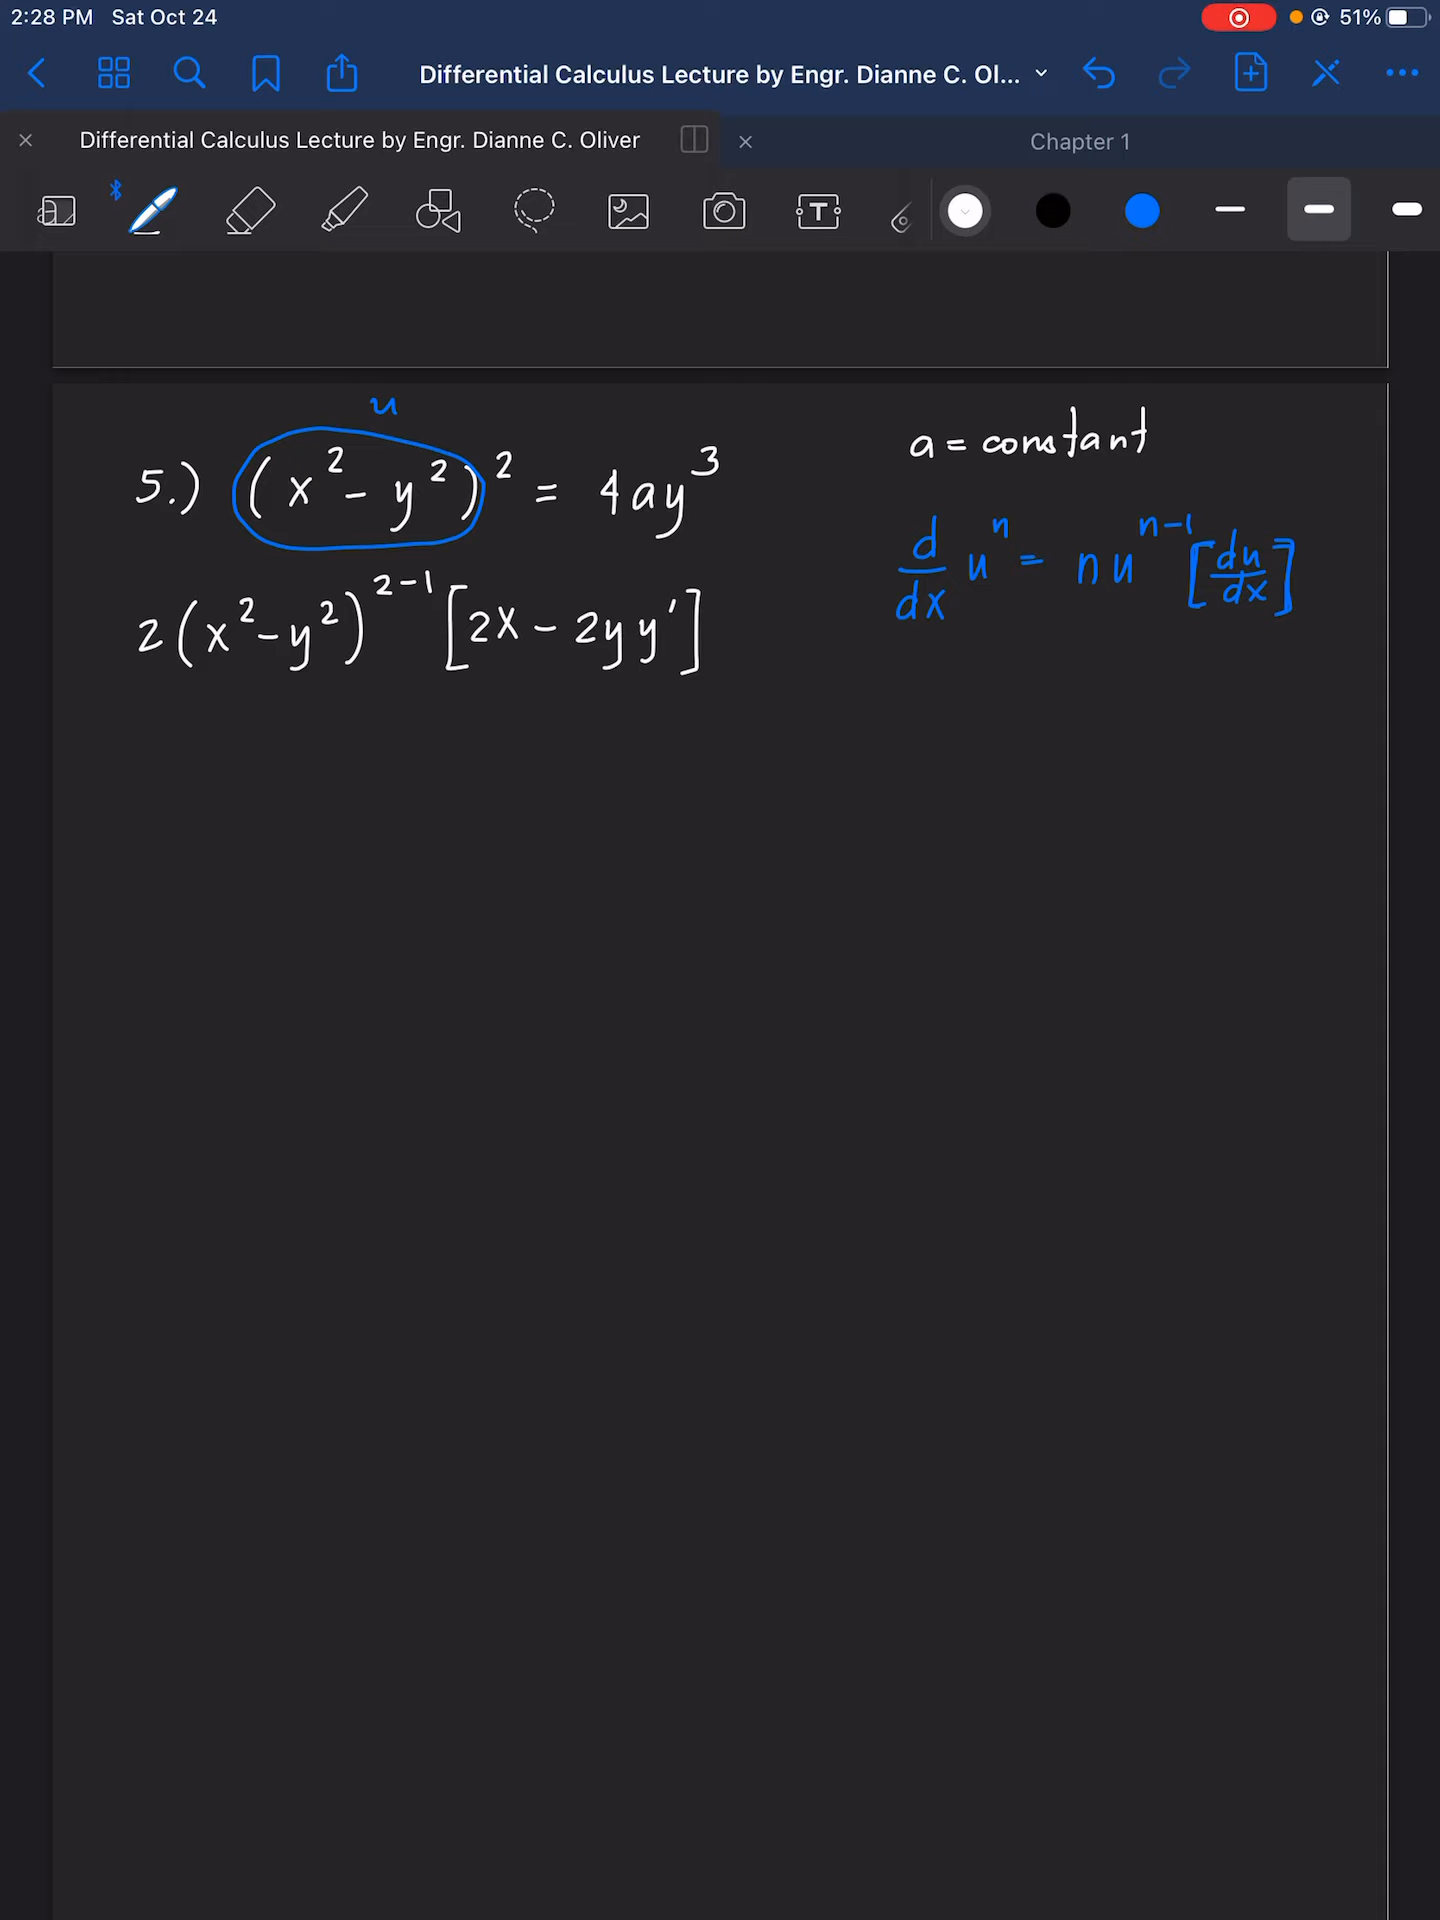 2:28 PM Sat Oct 24 51%
Differential Calculus Lecture by Engr. Dianne C. Ol...
Differential Calculus Lecture by Engr. Dianne C. Oliver Chapter 1
u
5.) (x² - y²)² = 4ay³
a = constant
d/dx uⁿ = nuⁿ⁻¹ [du/dx]
2(x² - y²)²⁻¹ [2x - 2yy']